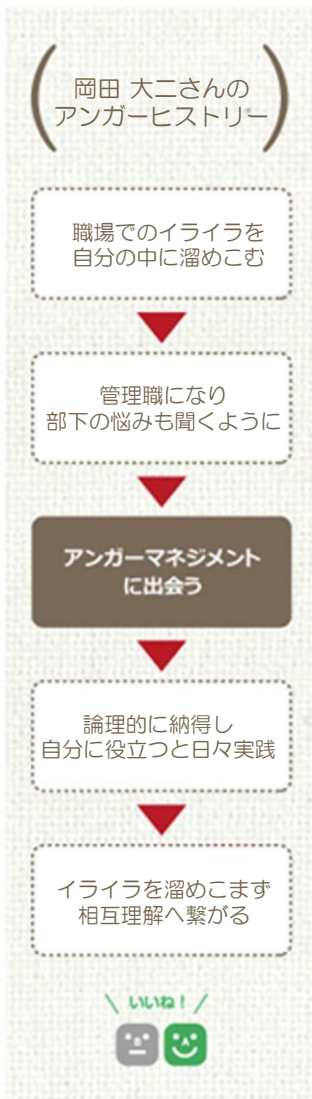 岡田 大二さんの
アンガーヒストリー
職場でのイライラを
自分の中に溜めこむ
管理職になり
部下の悩みも聞くように
アンガーマネジメント
に出会う
論理的に納得し
自分に役立つと日々実践
イライラを溜めこまず
相互理解へ繋がる
いいね！
B
A